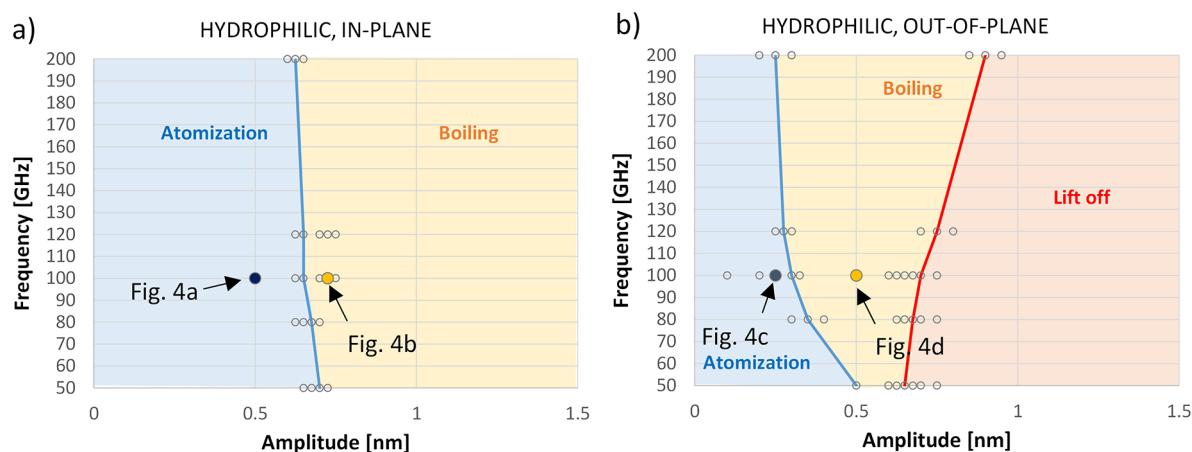 a)
HYDROPHILIC, IN-PLANE
Frequency [GHz]
200
190
180
170
160
150
140
130
120
110
100
90
80
70
60
50
Atomization
Boiling
Fig. 4a
Fig. 4b
0 0.5 1 1.5
Amplitude [nm]
b)
HYDROPHILIC, OUT-OF-PLANE
Frequency [GHz]
200
190
180
170
160
150
140
130
120
110
100
90
80
70
60
50
Boiling
Lift off
Fig. 4c
Fig. 4d
Atomization
0 0.5 1 1.5
Amplitude [nm]